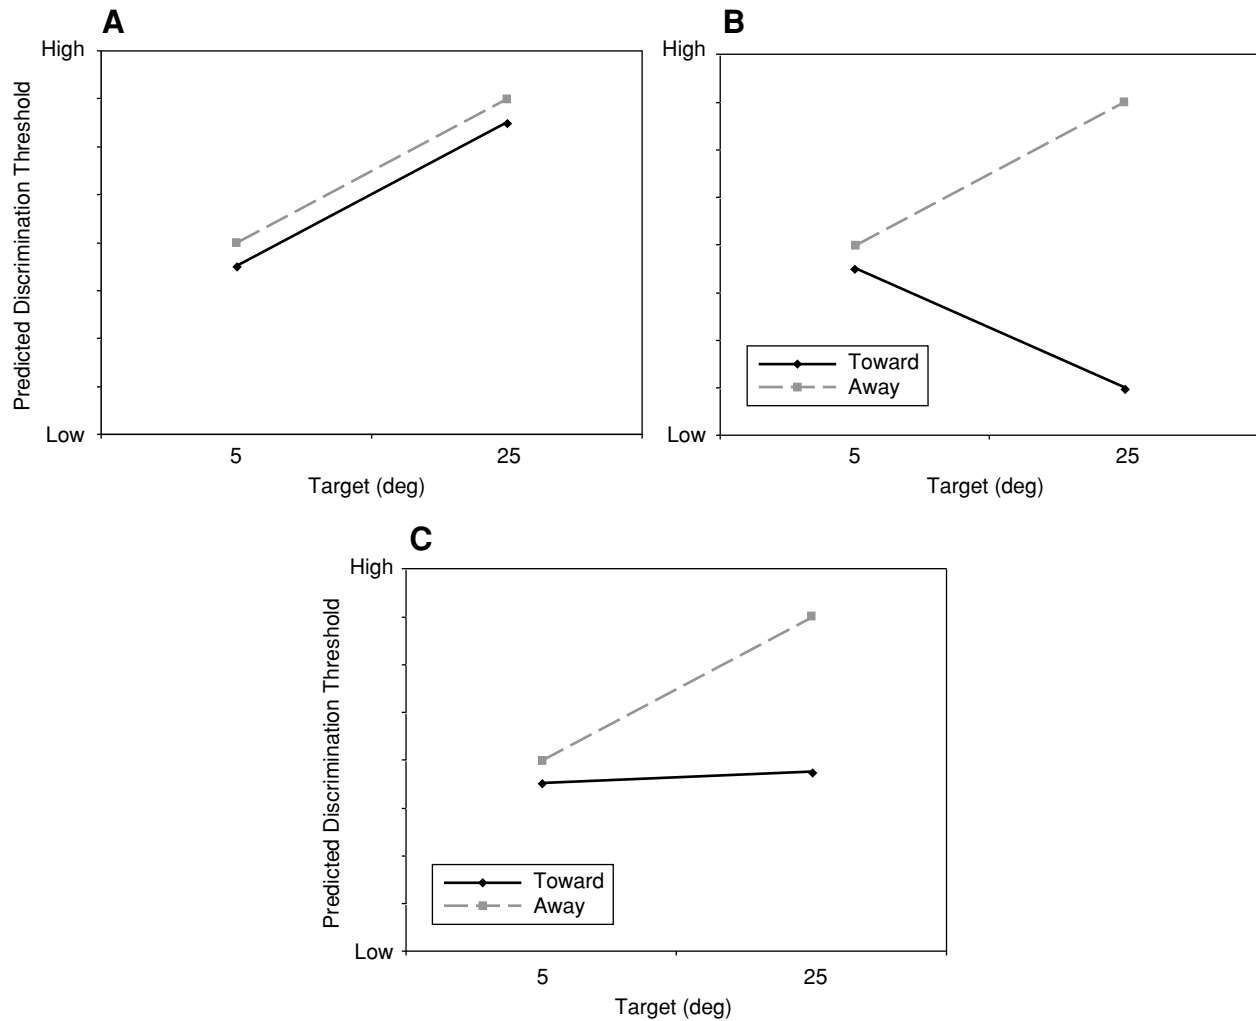 A
High
Predicted Discrimination Threshold
Low
5 25
Target (deg)
B
High
Toward
Away
Low
5 25
Target (deg)
C
High
Predicted Discrimination Threshold
Toward
Away
Low
5 25
Target (deg)